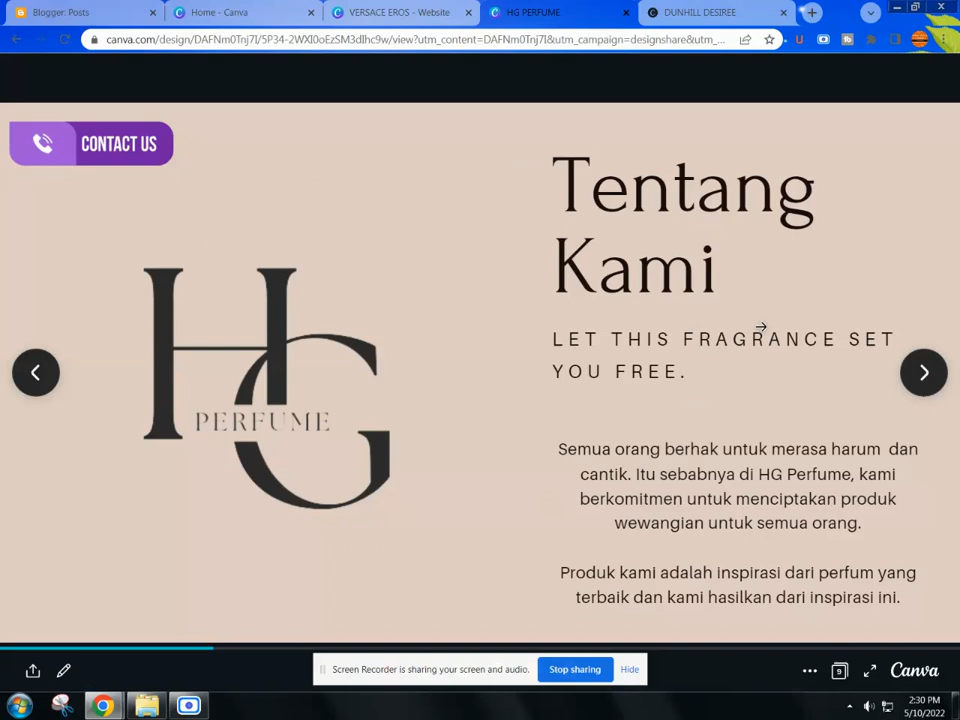 Blogger: Posts
Home - Canva
VERSACE EROS - Website
HG PERFUME
DUNHILL DESIREE
canva.com/design/DAFNm0Tnj7I/5P34-2WXI0oEzSM3dIhc9w/view?utm_content=DAFNm0Tnj7I&utm_campaign=designshare&utm_...
CONTACT US
Tentang
Kami
HG
PERFUME
LET THIS FRAGRANCE SET
YOU FREE.
Semua orang berhak untuk merasa harum dan
cantik. Itu sebabnya di HG Perfume, kami
berkomitmen untuk menciptakan produk
wewangian untuk semua orang.
Produk kami adalah inspirasi dari perfum yang
terbaik dan kami hasilkan dari inspirasi ini.
Screen Recorder is sharing your screen and audio.
Stop sharing
Hide
9
Canva
2:30 PM
5/10/2022